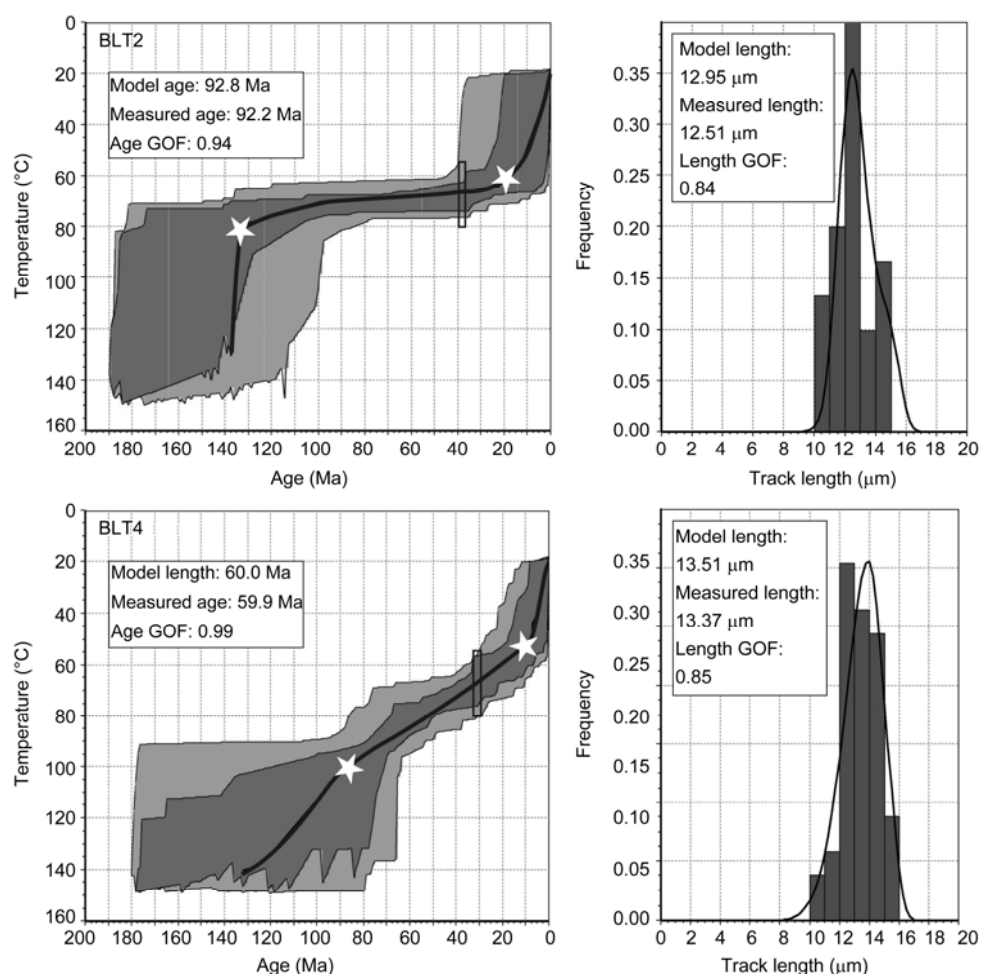 BLT2
Model age: 92.8 Ma
Measured age: 92.2 Ma
Age GOF: 0.94
0
20
40
60
80
100
120
140
160
Temperature (°C)
200 180 160 140 120 100 80 60 40 20 0
Age (Ma)
Model length:
12.95 μm
Measured length:
12.51 μm
Length GOF:
0.84
0.35
0.30
0.25
0.20
0.15
0.10
0.05
0.00
Frequency
0 2 4 6 8 10 12 14 16 18 20
Track length (μm)
BLT4
Model length: 60.0 Ma
Measured age: 59.9 Ma
Age GOF: 0.99
0
20
40
60
80
100
120
140
160
Temperature (°C)
200 180 160 140 120 100 80 60 40 20 0
Age (Ma)
Model length:
13.51 μm
Measured length:
13.37 μm
Length GOF:
0.85
0.35
0.30
0.25
0.20
0.15
0.10
0.05
0.00
Frequency
0 2 4 6 8 10 12 14 16 18 20
Track length (μm)